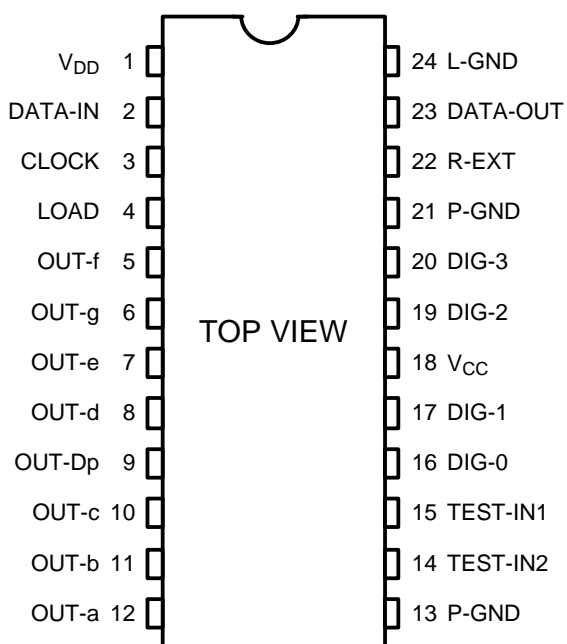 V_DD 1 24 L-GND
DATA-IN 2 23 DATA-OUT
CLOCK 3 22 R-EXT
LOAD 4 21 P-GND
OUT-f 5 20 DIG-3
OUT-g 6 19 DIG-2
TOP VIEW
OUT-e 7 18 V_CC
OUT-d 8 17 DIG-1
OUT-Dp 9 16 DIG-0
OUT-c 10 15 TEST-IN1
OUT-b 11 14 TEST-IN2
OUT-a 12 13 P-GND